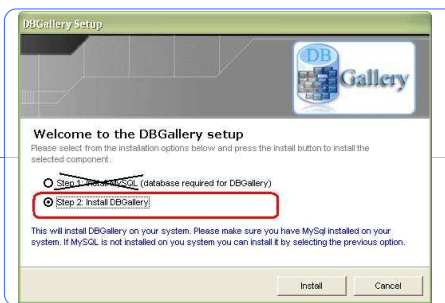 DBGallery Setup
DB
Gallery
Welcome to the DBGallery setup
Please select from the installation options below and press the install button to install the
selected component.
Step 1: Install MySQL (database required for DBGallery)
Step 2: Install DBGallery
This will install DBGallery on your system. Please make sure you have MySql installed on your
system. If MySQL is not installed on you system you can install it by selecting the previous option.
Install
Cancel